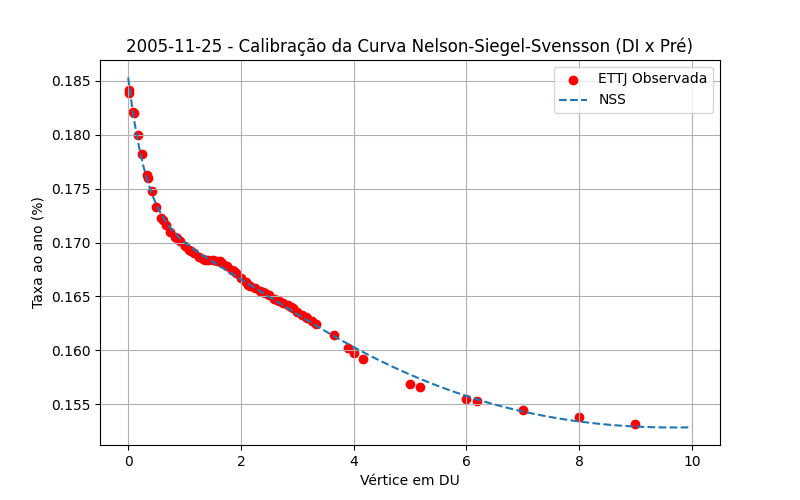 2005-11-25 - Calibração da Curva Nelson-Siegel-Svensson (DI x Pré)
ETTJ Observada
NSS
Taxa ao ano (%)
0.185
0.180
0.175
0.170
0.165
0.160
0.155
0 2 4 6 8 10
Vértice em DU